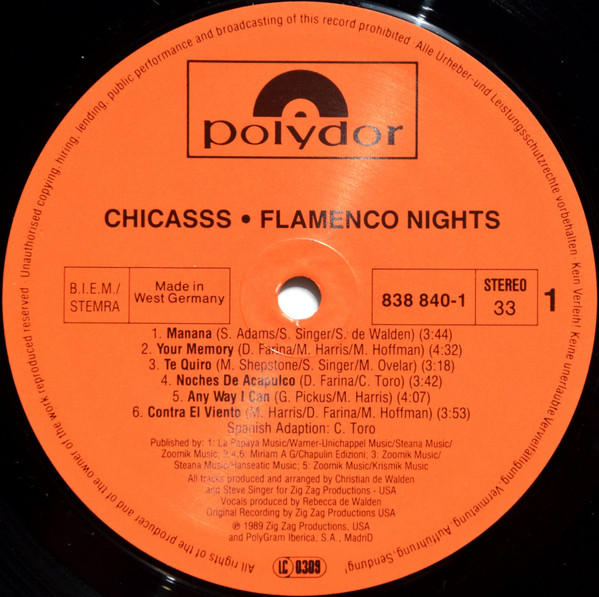 polydor
CHICASSS • FLAMENCO NIGHTS
B.I.E.M./
STEMRA
Made in
West Germany
838 840-1
STEREO
33
1
1. Manana (S. Adams/S. Singer/S. de Walden) (3:44)
2. Your Memory (D. Farina/M. Harris/M. Hoffman) (4:32)
3. Te Quiro (M. Shepstone/S. Singer/M. Ovelar) (3:18)
4. Noches De Acapulco (D. Farina/C. Toro) (3:42)
5. Any Way I Can (G. Pickus/M. Harris) (4:07)
6. Contra El Viento (M. Harris/D. Farina/M. Hoffman) (3:53)
Spanish Adaption: C. Toro
Published by: 1: La Papaya Music/Warner-Unichappel Music/Steana Music/
Zoomik Music; 2,4,6: Miriam A G/Chapulin Edizioni; 3: Zoomik Music/
Steana Music/Hanseatic Music; 5: Zoomik Music/Krismik Music
All tracks produced and arranged by Christian de Walden
and Steve Singer for Zig Zag Productions - USA
Vocals produced by Rebecca de Walden
Original Recording by Zig Zag Productions, USA
℗ 1989 Zig Zag Productions, USA
and PolyGram Iberica, S.A., MadriD
LC 0309
All rights of the producer and of the owner of the work reproduced reserved · Unauthorised copying, hiring, lending, public performance and broadcasting of this record prohibited · Alle Urheber-und Leistungsschutzrechte vorbehalten · Kein Verleih! Keine unerlaubte Vervielfältigung, Vermietung, Aufführung, Sendung!